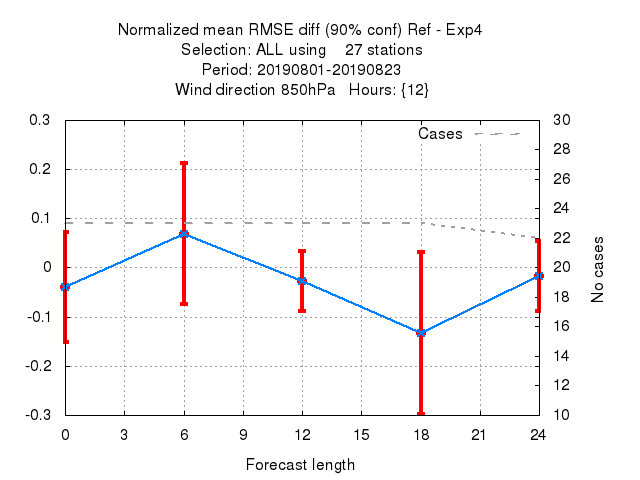 Normalized mean RMSE diff (90% conf) Ref - Exp4
Selection: ALL using    27 stations
Period: 20190801-20190823
Wind direction 850hPa   Hours: {12}
Cases
0.3
0.2
0.1
0
-0.1
-0.2
-0.3
30
28
26
24
22
20
18
16
14
12
10
No cases
0 3 6 9 12 15 18 21 24
Forecast length